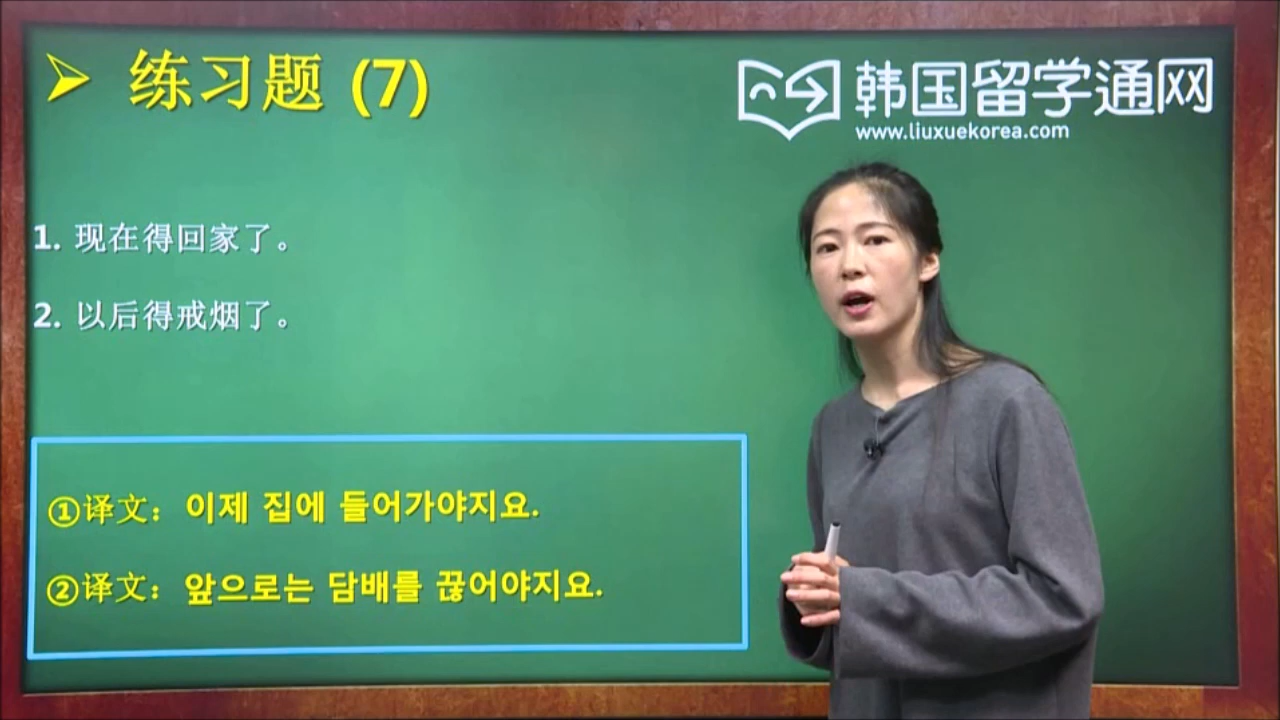 练习题 (7)
韩国留学通网
www.liuxuekorea.com
1. 现在得回家了。
2. 以后得戒烟了。
①译文：이제 집에 들어가야지요.
②译文：앞으로는 담배를 끊어야지요.